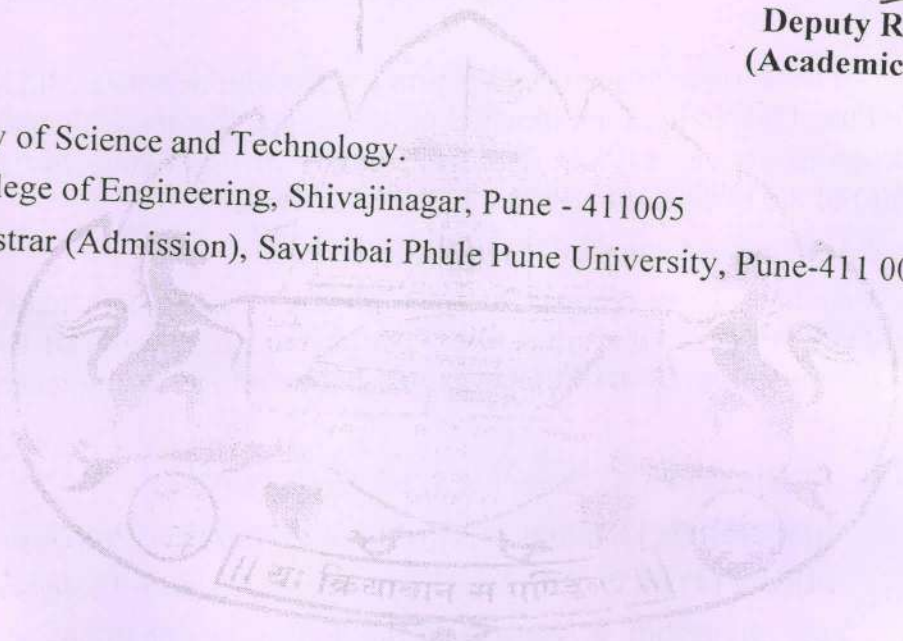 Deputy R
(Academic
y of Science and Technology.
lege of Engineering, Shivajinagar, Pune - 411005
strar (Admission), Savitribai Phule Pune University, Pune-411 00
|| यः क्रियावान स पण्डितः ||